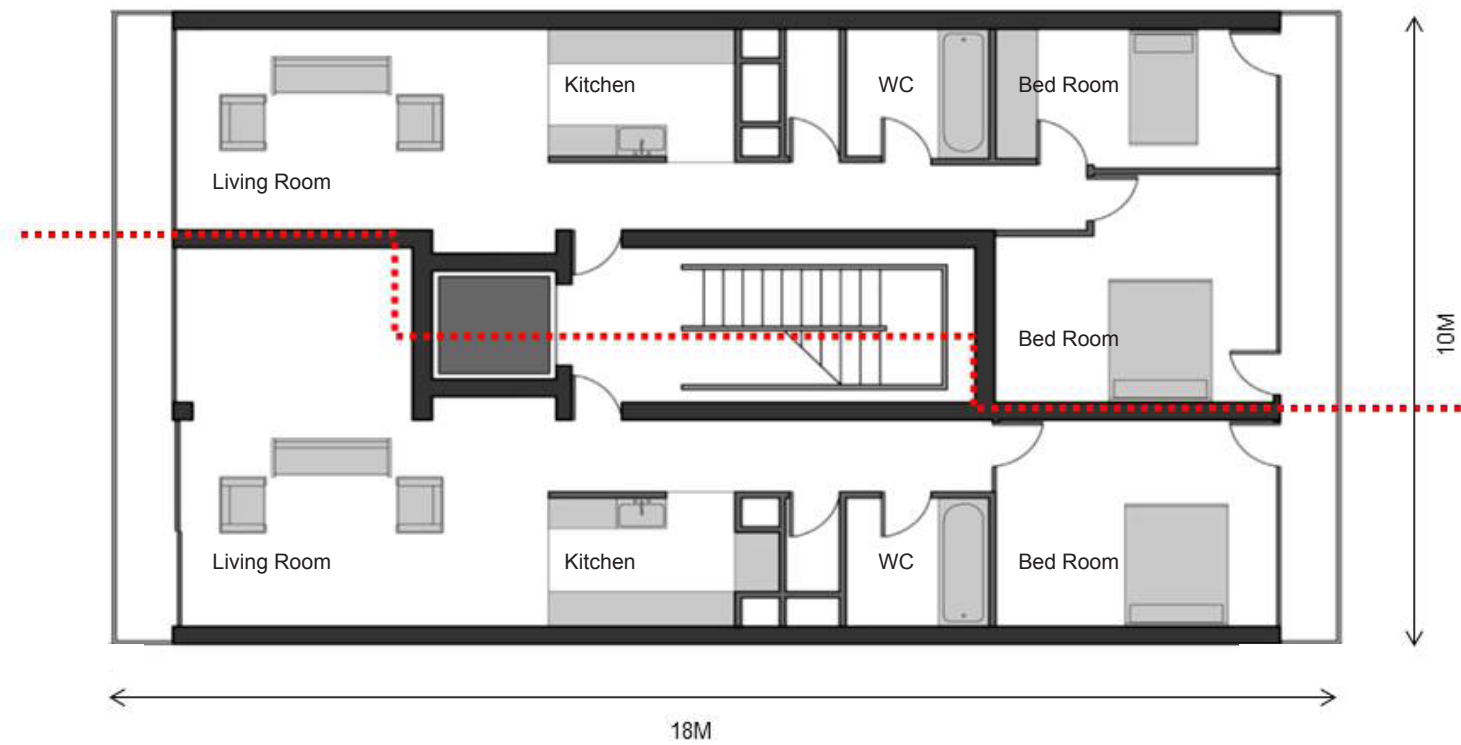 Kitchen
WC
Bed Room
Living Room
Bed Room
10M
Living Room
Kitchen
WC
Bed Room
18M